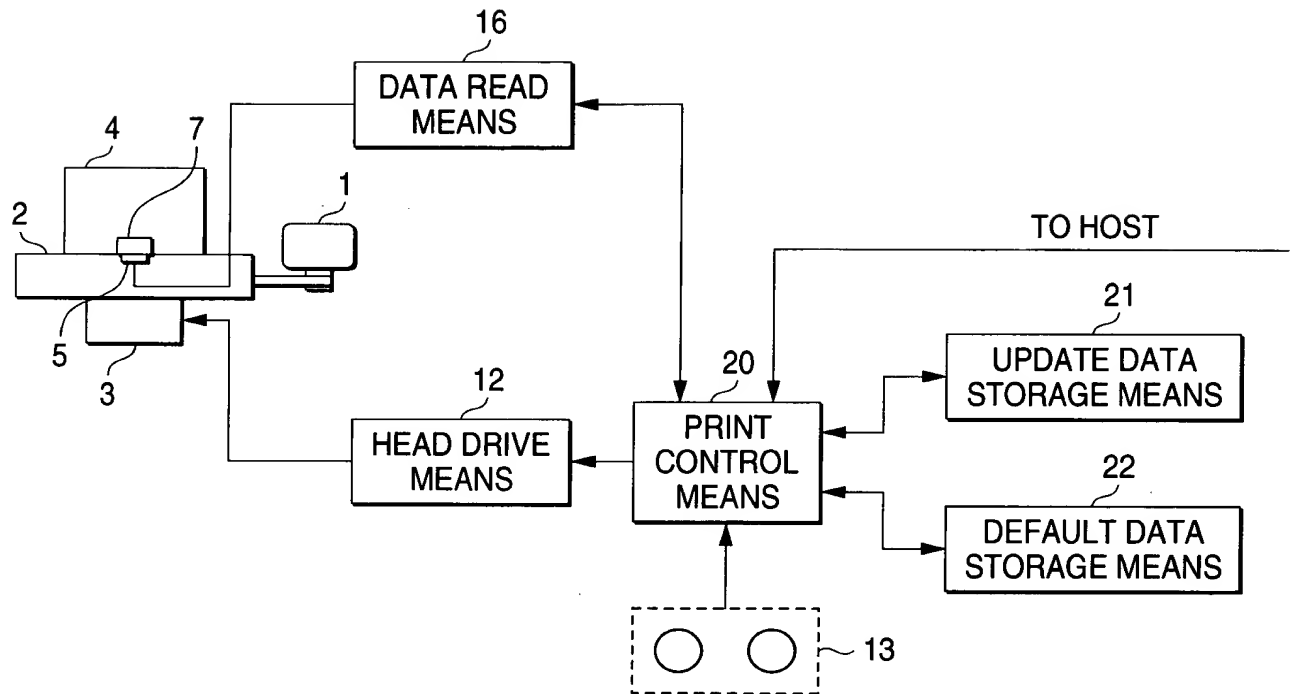 16
DATA READ
MEANS
4
7
1
2
TO HOST
5
3
21
UPDATE DATA
STORAGE MEANS
20
PRINT
CONTROL
MEANS
12
HEAD DRIVE
MEANS
22
DEFAULT DATA
STORAGE MEANS
13